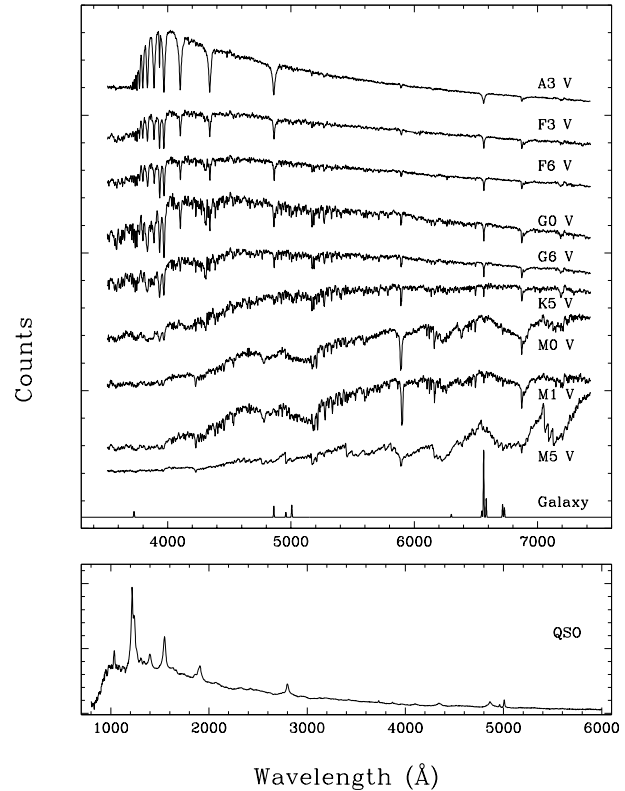 A3 V
F3 V
F6 V
G0 V
G6 V
K5 V
M0 V
M1 V
M5 V
Galaxy
Counts
4000 5000 6000 7000
QSO
1000 2000 3000 4000 5000 6000
Wavelength (Å)